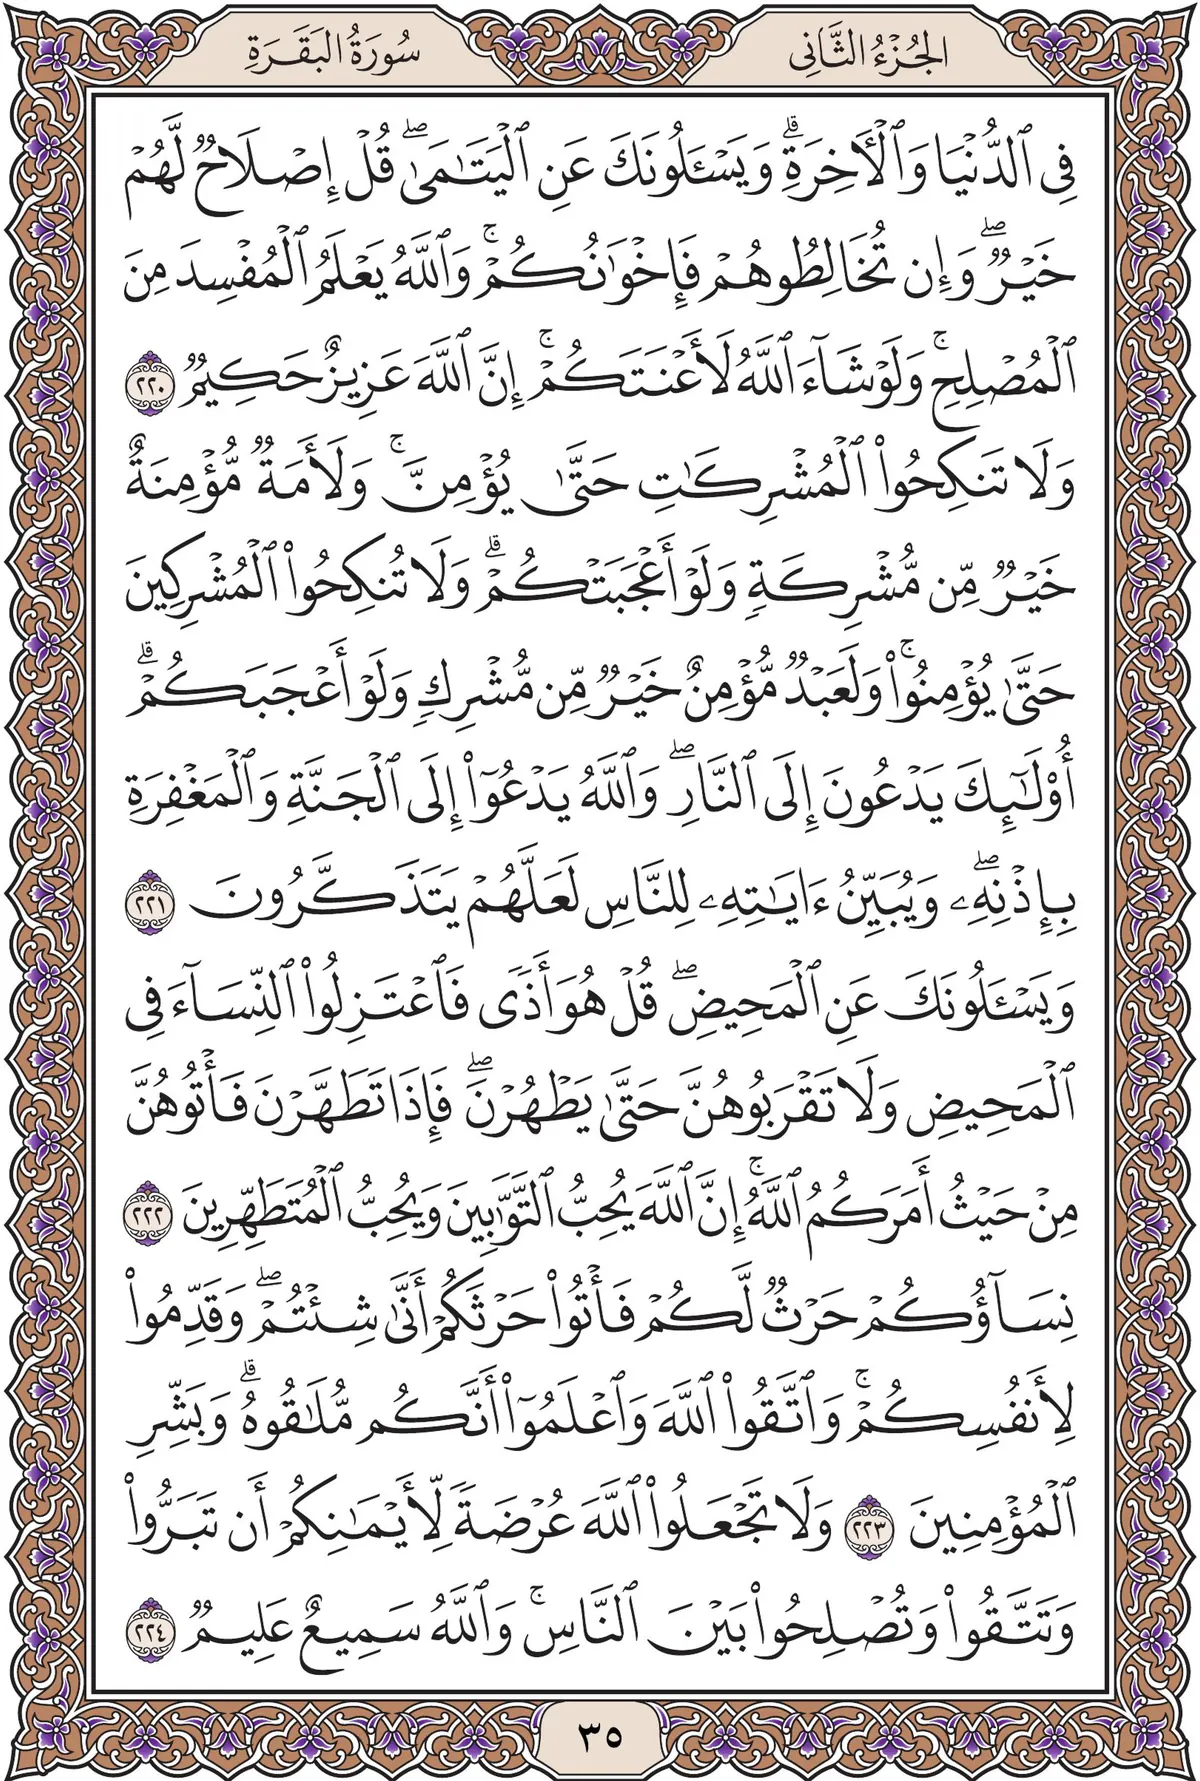 الجُزْءُ الثَّانِى
سُورَةُ البَقَرَةِ
فِى ٱلدُّنْيَا وَٱلْأَخِرَةِۗ وَيَسْـَٔلُونَكَ عَنِ ٱلْيَتَٰمَىٰۖ قُلْ إِصْلَاحٌ لَّهُمْ
خَيْرٌۖ وَإِن تُخَالِطُوهُمْ فَإِخْوَٰنُكُمْۚ وَٱللَّهُ يَعْلَمُ ٱلْمُفْسِدَ مِنَ
ٱلْمُصْلِحِۚ وَلَوْ شَآءَ ٱللَّهُ لَأَعْنَتَكُمْۚ إِنَّ ٱللَّهَ عَزِيزٌ حَكِيمٌ ٢٢٠
وَلَا تَنكِحُوا۟ ٱلْمُشْرِكَٰتِ حَتَّىٰ يُؤْمِنَّۚ وَلَأَمَةٌ مُّؤْمِنَةٌ
خَيْرٌ مِّن مُّشْرِكَةٍ وَلَوْ أَعْجَبَتْكُمْۗ وَلَا تُنكِحُوا۟ ٱلْمُشْرِكِينَ
حَتَّىٰ يُؤْمِنُوا۟ۚ وَلَعَبْدٌ مُّؤْمِنٌ خَيْرٌ مِّن مُّشْرِكٍ وَلَوْ أَعْجَبَكُمْۗ
أُو۟لَٰٓئِكَ يَدْعُونَ إِلَى ٱلنَّارِۖ وَٱللَّهُ يَدْعُوٓا۟ إِلَى ٱلْجَنَّةِ وَٱلْمَغْفِرَةِ
بِإِذْنِهِۦۖ وَيُبَيِّنُ ءَايَٰتِهِۦ لِلنَّاسِ لَعَلَّهُمْ يَتَذَكَّرُونَ ٢٢١
وَيَسْـَٔلُونَكَ عَنِ ٱلْمَحِيضِۖ قُلْ هُوَ أَذًى فَٱعْتَزِلُوا۟ ٱلنِّسَآءَ فِى
ٱلْمَحِيضِ وَلَا تَقْرَبُوهُنَّ حَتَّىٰ يَطْهُرْنَۖ فَإِذَا تَطَهَّرْنَ فَأْتُوهُنَّ
مِنْ حَيْثُ أَمَرَكُمُ ٱللَّهُۚ إِنَّ ٱللَّهَ يُحِبُّ ٱلتَّوَّٰبِينَ وَيُحِبُّ ٱلْمُتَطَهِّرِينَ ٢٢٢
نِسَآؤُكُمْ حَرْثٌ لَّكُمْ فَأْتُوا۟ حَرْثَكُمْ أَنَّىٰ شِئْتُمْۖ وَقَدِّمُوا۟
لِأَنفُسِكُمْۚ وَٱتَّقُوا۟ ٱللَّهَ وَٱعْلَمُوٓا۟ أَنَّكُم مُّلَٰقُوهُۗ وَبَشِّرِ
ٱلْمُؤْمِنِينَ ٢٢٣ وَلَا تَجْعَلُوا۟ ٱللَّهَ عُرْضَةً لِّأَيْمَٰنِكُمْ أَن تَبَرُّوا۟
وَتَتَّقُوا۟ وَتُصْلِحُوا۟ بَيْنَ ٱلنَّاسِۚ وَٱللَّهُ سَمِيعٌ عَلِيمٌ ٢٢٤
٣٥